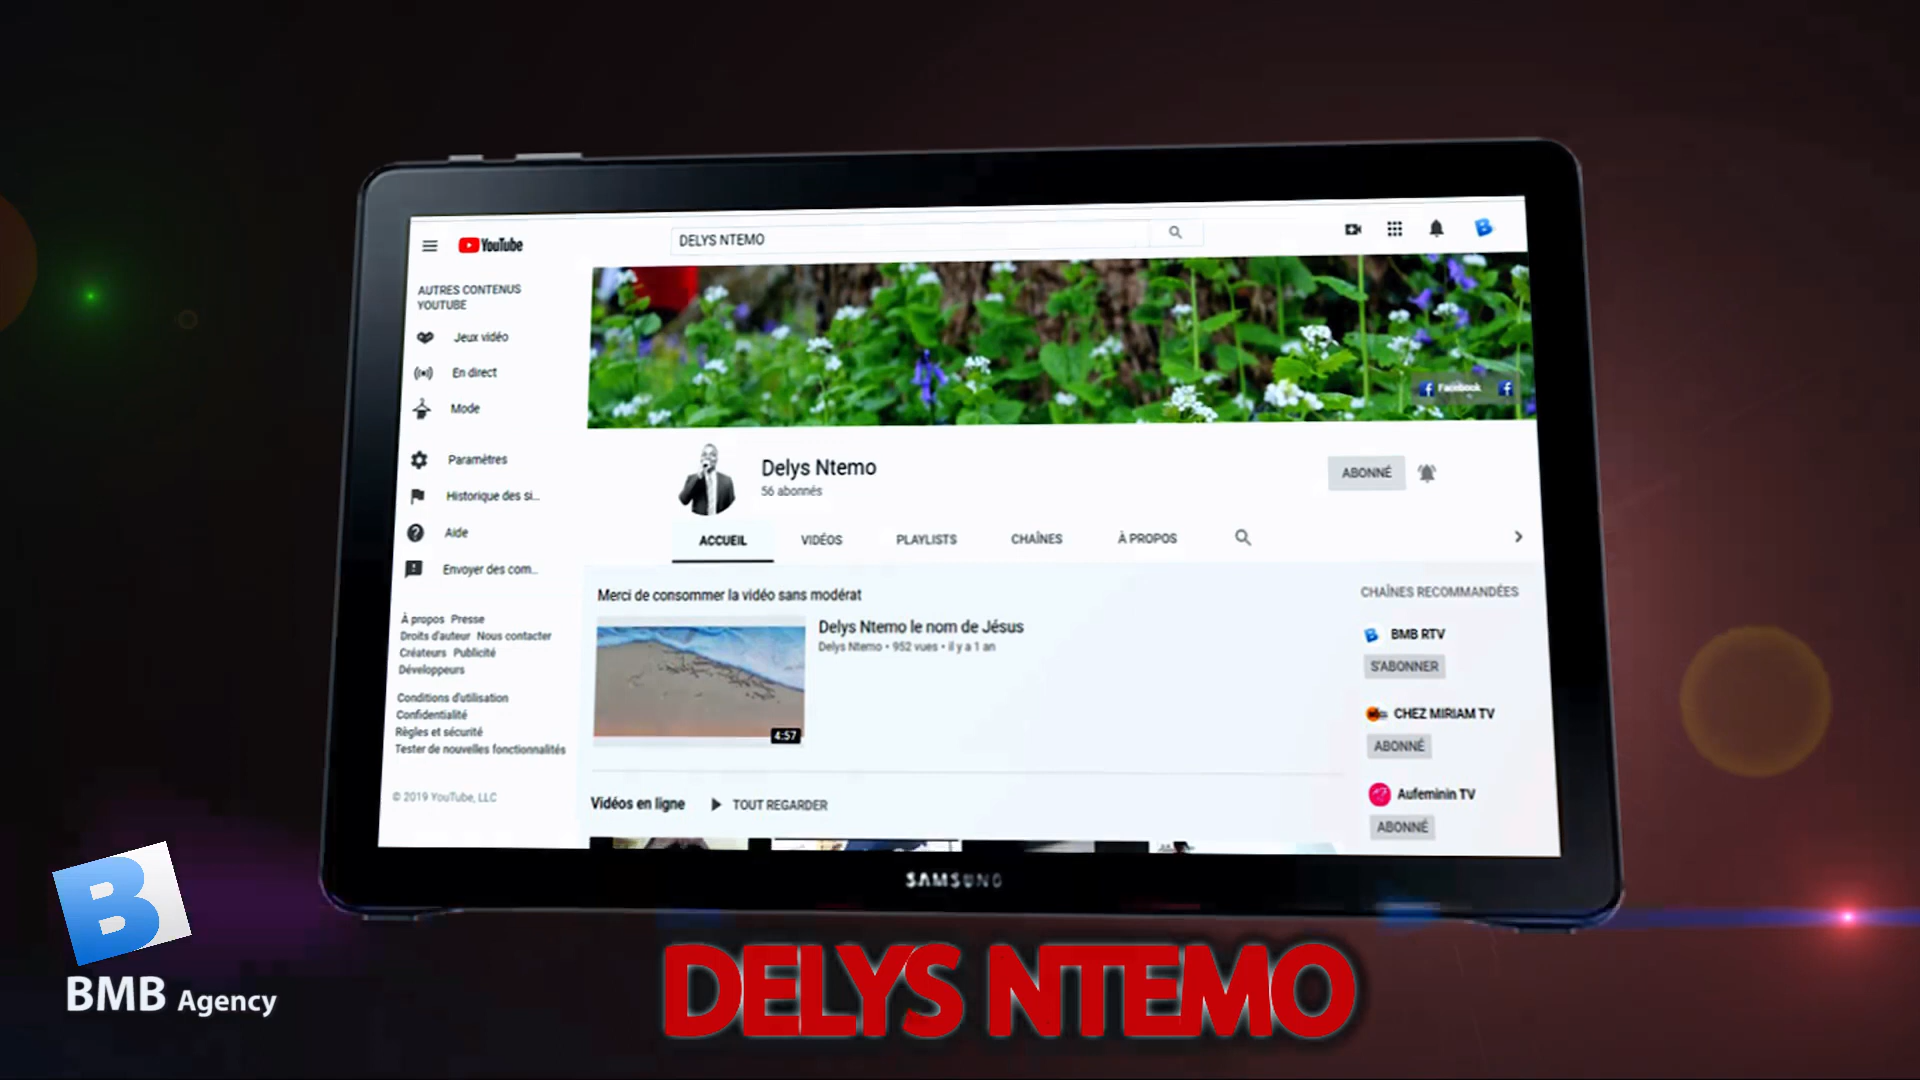 YouTube
DELYS NTEMO
AUTRES CONTENUS
YOUTUBE
Jeux vidéo
En direct
Mode
Paramètres
Historique des si...
Aide
Envoyer des com...
À propos Presse
Droits d'auteur Nous contacter
Créateurs Publicité
Développeurs
Conditions d'utilisation
Confidentialité
Règles et sécurité
Tester de nouvelles fonctionnalités
© 2019 YouTube, LLC
Facebook
Delys Ntemo
56 abonnés
ABONNÉ
ACCUEIL VIDÉOS PLAYLISTS CHAÎNES À PROPOS
Merci de consommer la vidéo sans modérat
Delys Ntemo le nom de Jésus
Delys Ntemo • 952 vues • il y a 1 an
4:57
Vidéos en ligne TOUT REGARDER
CHAÎNES RECOMMANDÉES
BMB RTV
S'ABONNER
CHEZ MIRIAM TV
ABONNÉ
Aufeminin TV
ABONNÉ
SAMSUNG
B
BMB Agency
DELYS NTEMO